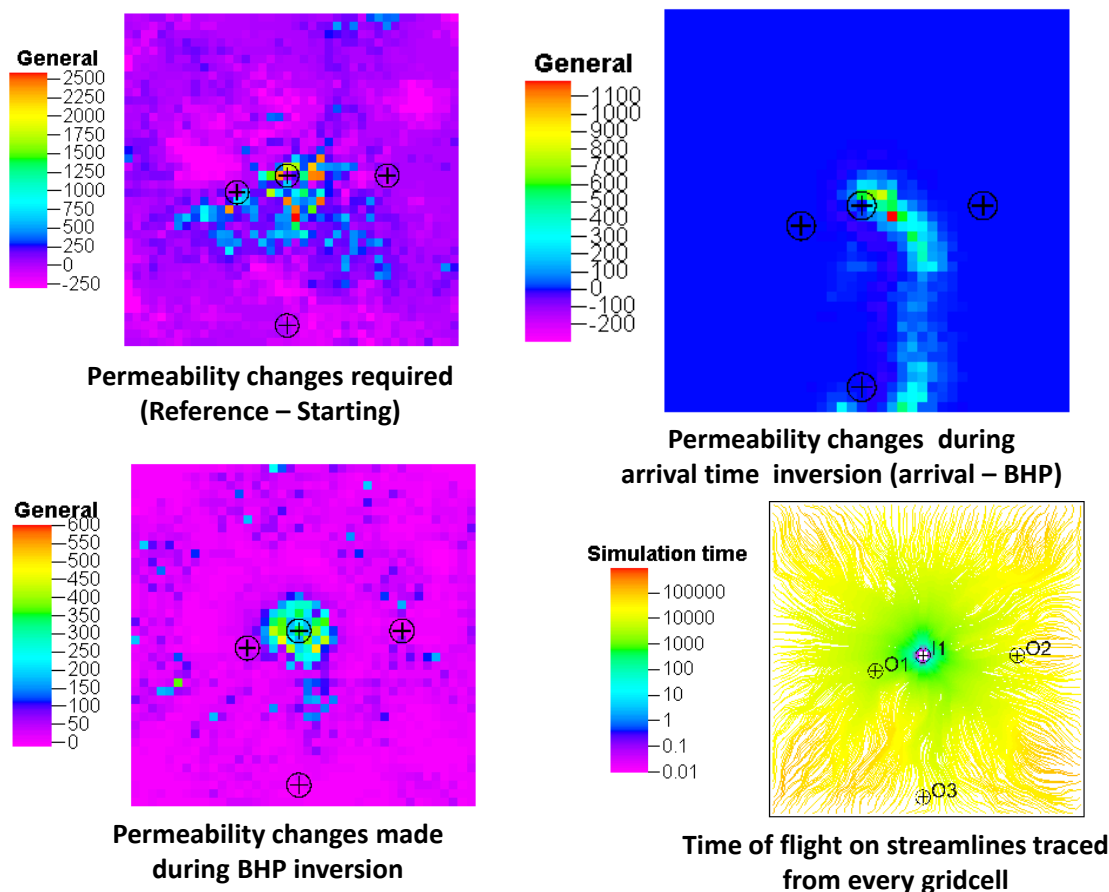 General
2500
2250
2000
1750
1500
1250
1000
750
500
250
0
-250
Permeability changes required
(Reference – Starting)
General
1100
1000
900
800
700
600
500
400
300
200
100
0
-100
-200
Permeability changes during
arrival time inversion (arrival – BHP)
General
600
550
500
450
400
350
300
250
200
150
100
50
0
Permeability changes made
during BHP inversion
Simulation time
100000
10000
1000
100
10
1
0.1
0.01
I1
O1
O2
O3
Time of flight on streamlines traced
from every gridcell